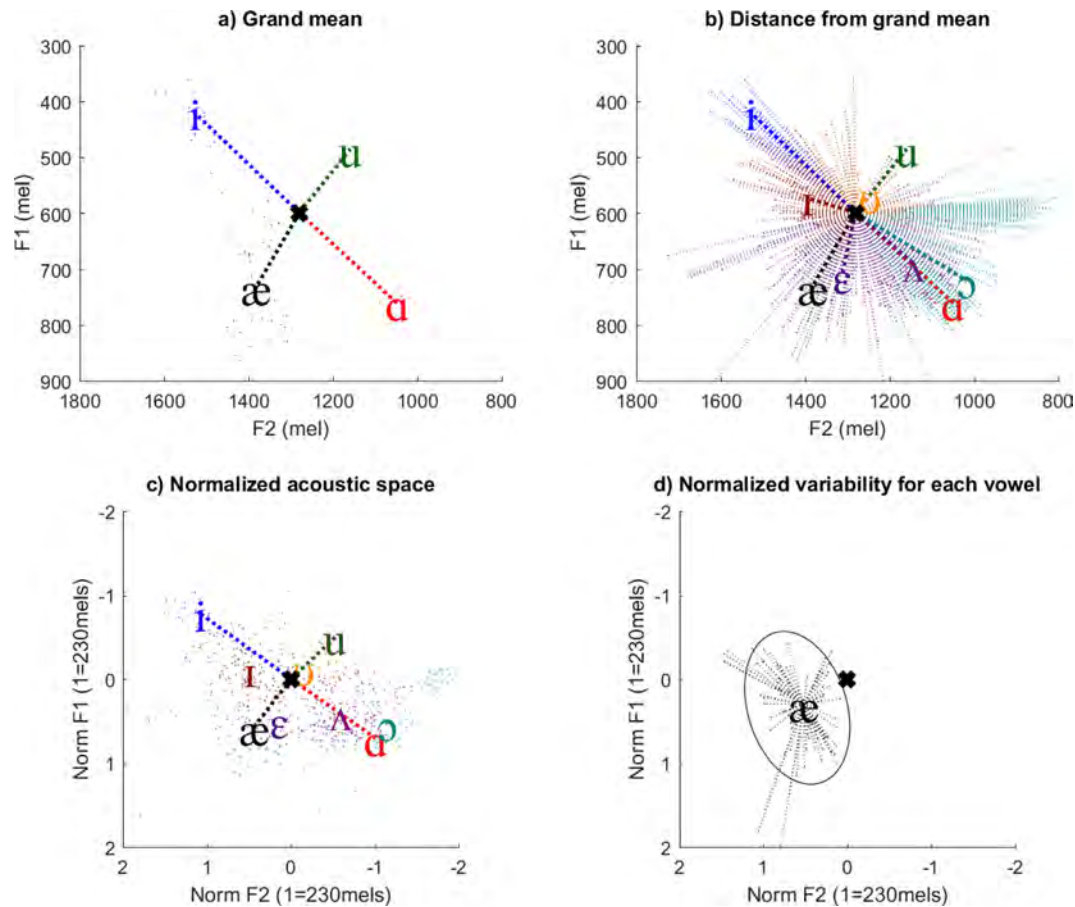 a) Grand mean
300
400
500
600
700
800
900
F1 (mel)
i
u
æ
ɑ
1800
1600
1400
1200
1000
F2 (mel)
b) Distance from grand mean
300
400
500
600
700
800
900
F1 (mel)
i
u
ɪ
ʊ
æ
ɛ
ʌ
ɔ
ɑ
1800
1600
1400
1200
1000
800
F2 (mel)
c) Normalized acoustic space
-2
-1
0
1
2
Norm F1 (1=230mels)
i
u
ɪ
ʊ
æ
ɛ
ʌ
ɔ
ɑ
2
1
0
-1
-2
Norm F2 (1=230mels)
d) Normalized variability for each vowel
-2
-1
0
1
2
Norm F1 (1=230mels)
æ
2
1
0
-1
-2
Norm F2 (1=230mels)